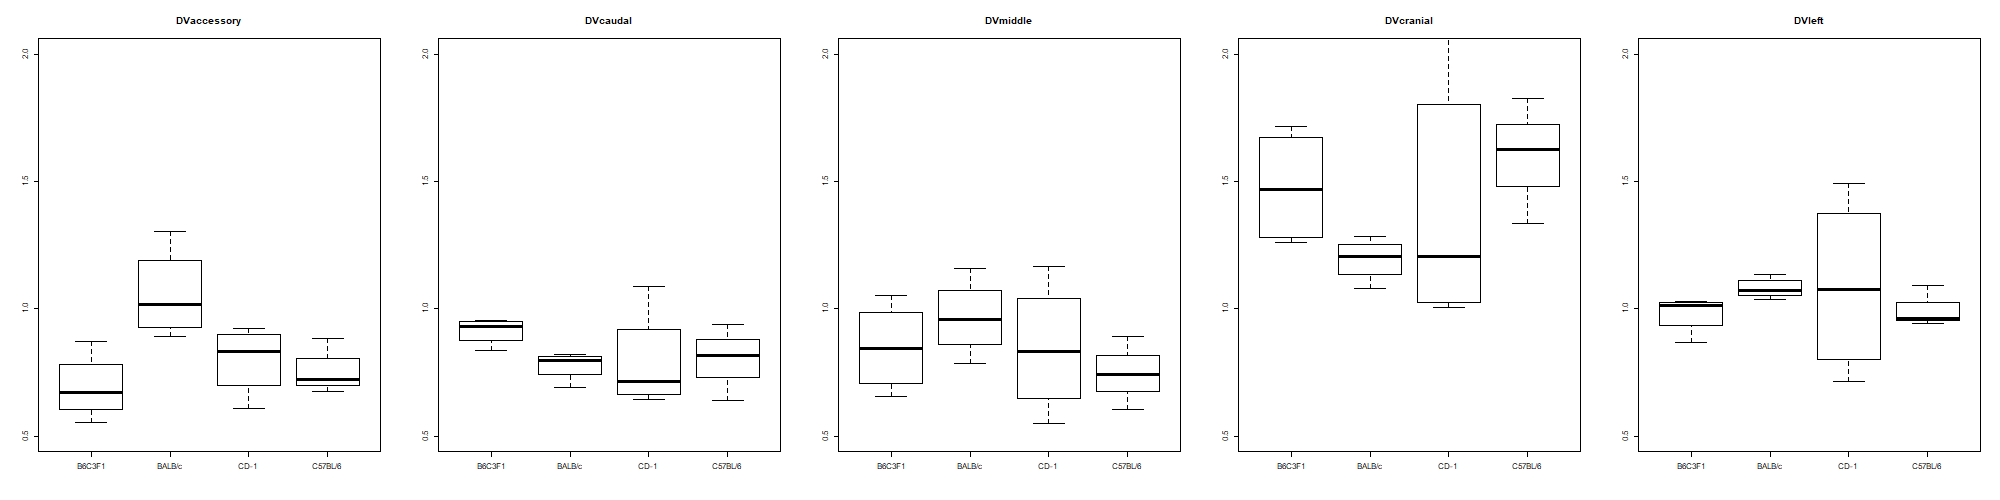 DVaccessory
2.0
1.5
1.0
0.5
B6C3F1 BALB/c CD-1 C57BL/6
DVcaudal
2.0
1.5
1.0
0.5
B6C3F1 BALB/c CD-1 C57BL/6
DVmiddle
2.0
1.5
1.0
0.5
B6C3F1 BALB/c CD-1 C57BL/6
DVcranial
2.0
1.5
1.0
0.5
B6C3F1 BALB/c CD-1 C57BL/6
DVleft
2.0
1.5
1.0
0.5
B6C3F1 BALB/c CD-1 C57BL/6